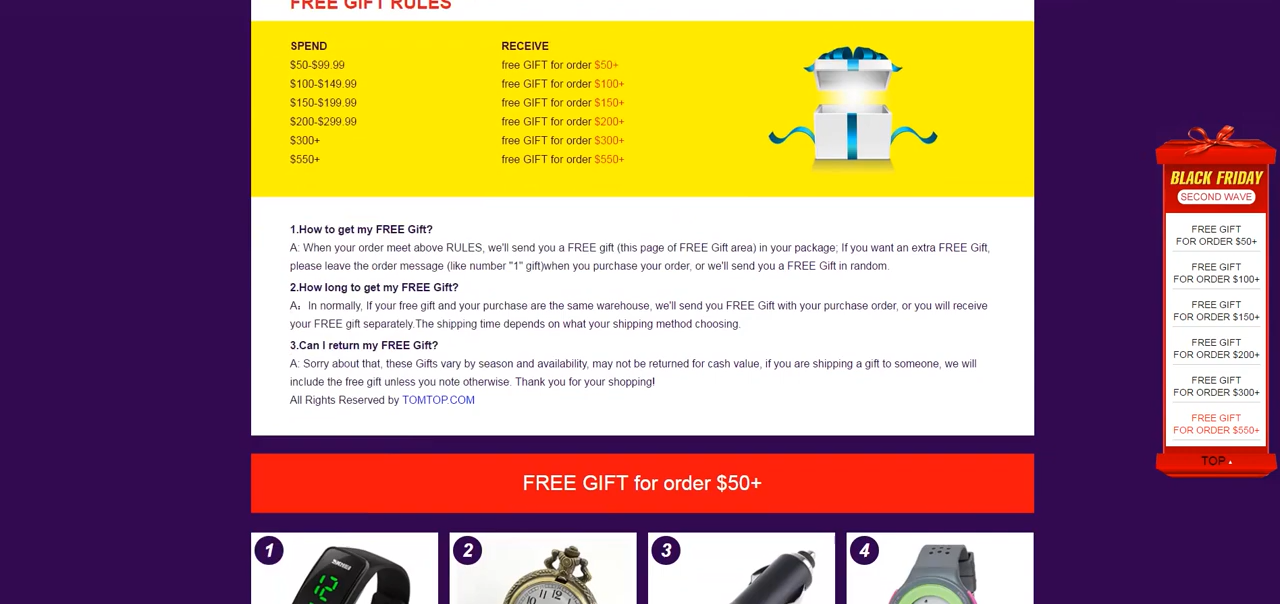 FREE GIFT RULES
SPEND RECEIVE
$50-$99.99 free GIFT for order $50+
$100-$149.99 free GIFT for order $100+
$150-$199.99 free GIFT for order $150+
$200-$299.99 free GIFT for order $200+
$300+ free GIFT for order $300+
$550+ free GIFT for order $550+
1.How to get my FREE Gift?
A: When your order meet above RULES, we'll send you a FREE gift (this page of FREE Gift area) in your package; If you want an extra FREE Gift,
please leave the order message (like number "1" gift)when you purchase your order, or we'll send you a FREE Gift in random.
2.How long to get my FREE Gift?
A：In normally, If your free gift and your purchase are the same warehouse, we'll send you FREE Gift with your purchase order, or you will receive
your FREE gift separately.The shipping time depends on what your shipping method choosing.
3.Can I return my FREE Gift?
A: Sorry about that, these Gifts vary by season and availability, may not be returned for cash value, if you are shipping a gift to someone, we will
include the free gift unless you note otherwise. Thank you for your shopping!
All Rights Reserved by TOMTOP.COM
FREE GIFT for order $50+
1
2
3
4
12
BLACK FRIDAY
SECOND WAVE
FREE GIFT
FOR ORDER $50+
FREE GIFT
FOR ORDER $100+
FREE GIFT
FOR ORDER $150+
FREE GIFT
FOR ORDER $200+
FREE GIFT
FOR ORDER $300+
FREE GIFT
FOR ORDER $550+
TOP